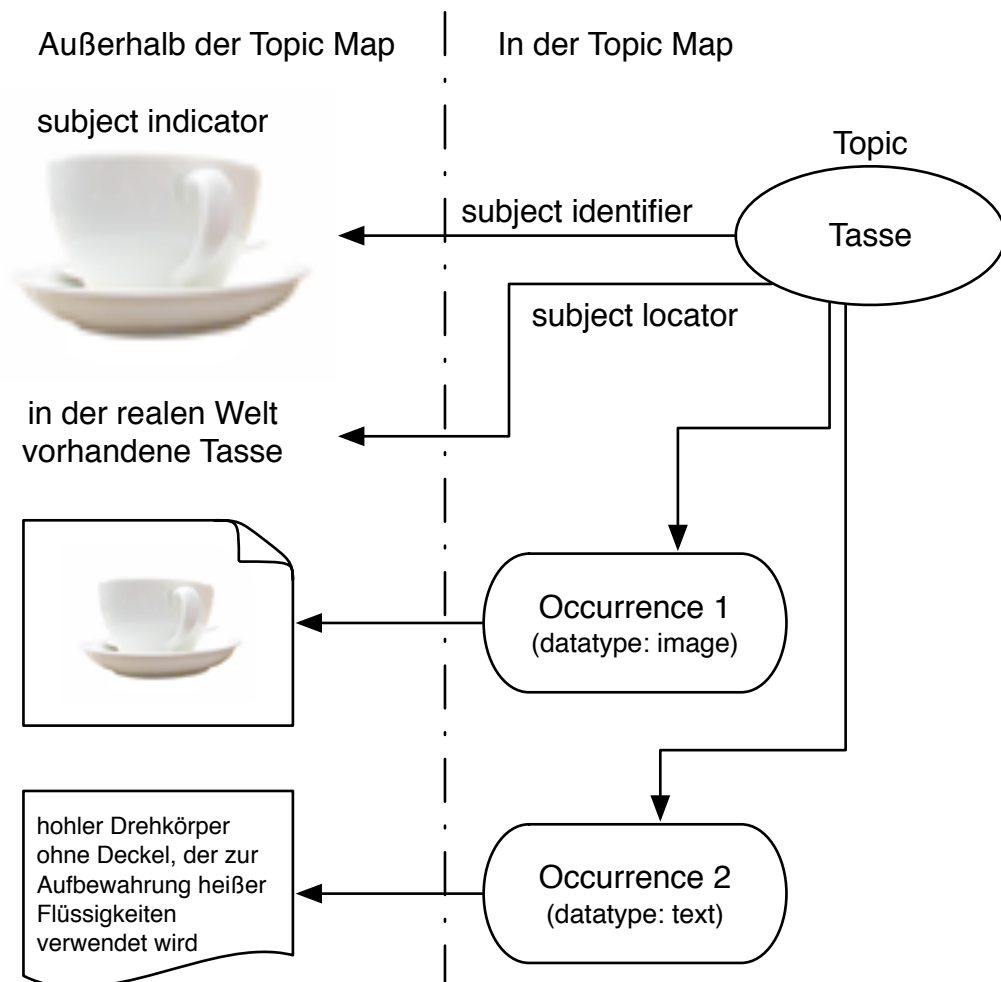 Außerhalb der Topic Map
In der Topic Map
subject indicator
Topic
Tasse
subject identifier
subject locator
in der realen Welt
vorhandene Tasse
Occurrence 1
(datatype: image)
hohler Drehkörper
ohne Deckel, der zur
Aufbewahrung heißer
Flüssigkeiten
verwendet wird
Occurrence 2
(datatype: text)